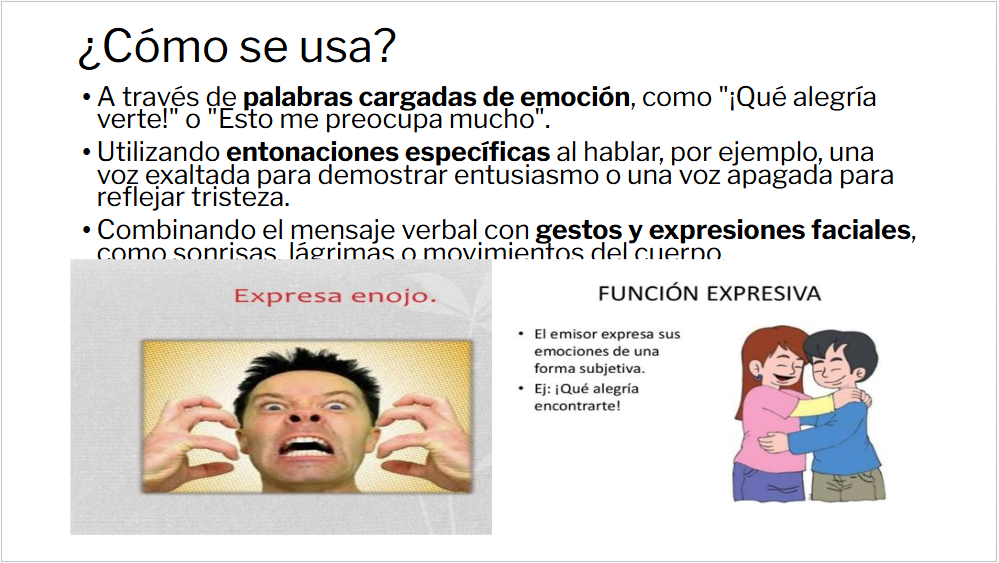 ¿Cómo se usa?
• A través de palabras cargadas de emoción, como "¡Qué alegría
verte!" o "Esto me preocupa mucho".
• Utilizando entonaciones específicas al hablar, por ejemplo, una
voz exaltada para demostrar entusiasmo o una voz apagada para
reflejar tristeza.
• Combinando el mensaje verbal con gestos y expresiones faciales,
como sonrisas, lágrimas o movimientos del cuerpo.
Expresa enojo.
FUNCIÓN EXPRESIVA
• El emisor expresa sus
emociones de una
forma subjetiva.
• Ej: ¡Qué alegría
encontrarte!